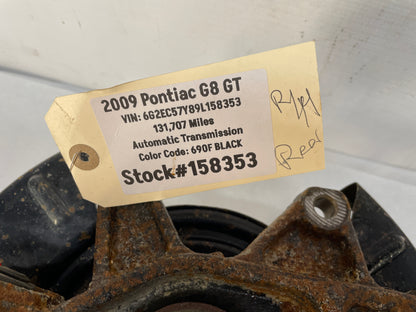 2009 Pontiac G8 GT
VIN: 6G2EC57Y89L158353
131,707 Miles
Automatic Transmission
Color Code: 690F BLACK
Stock#158353
Rear